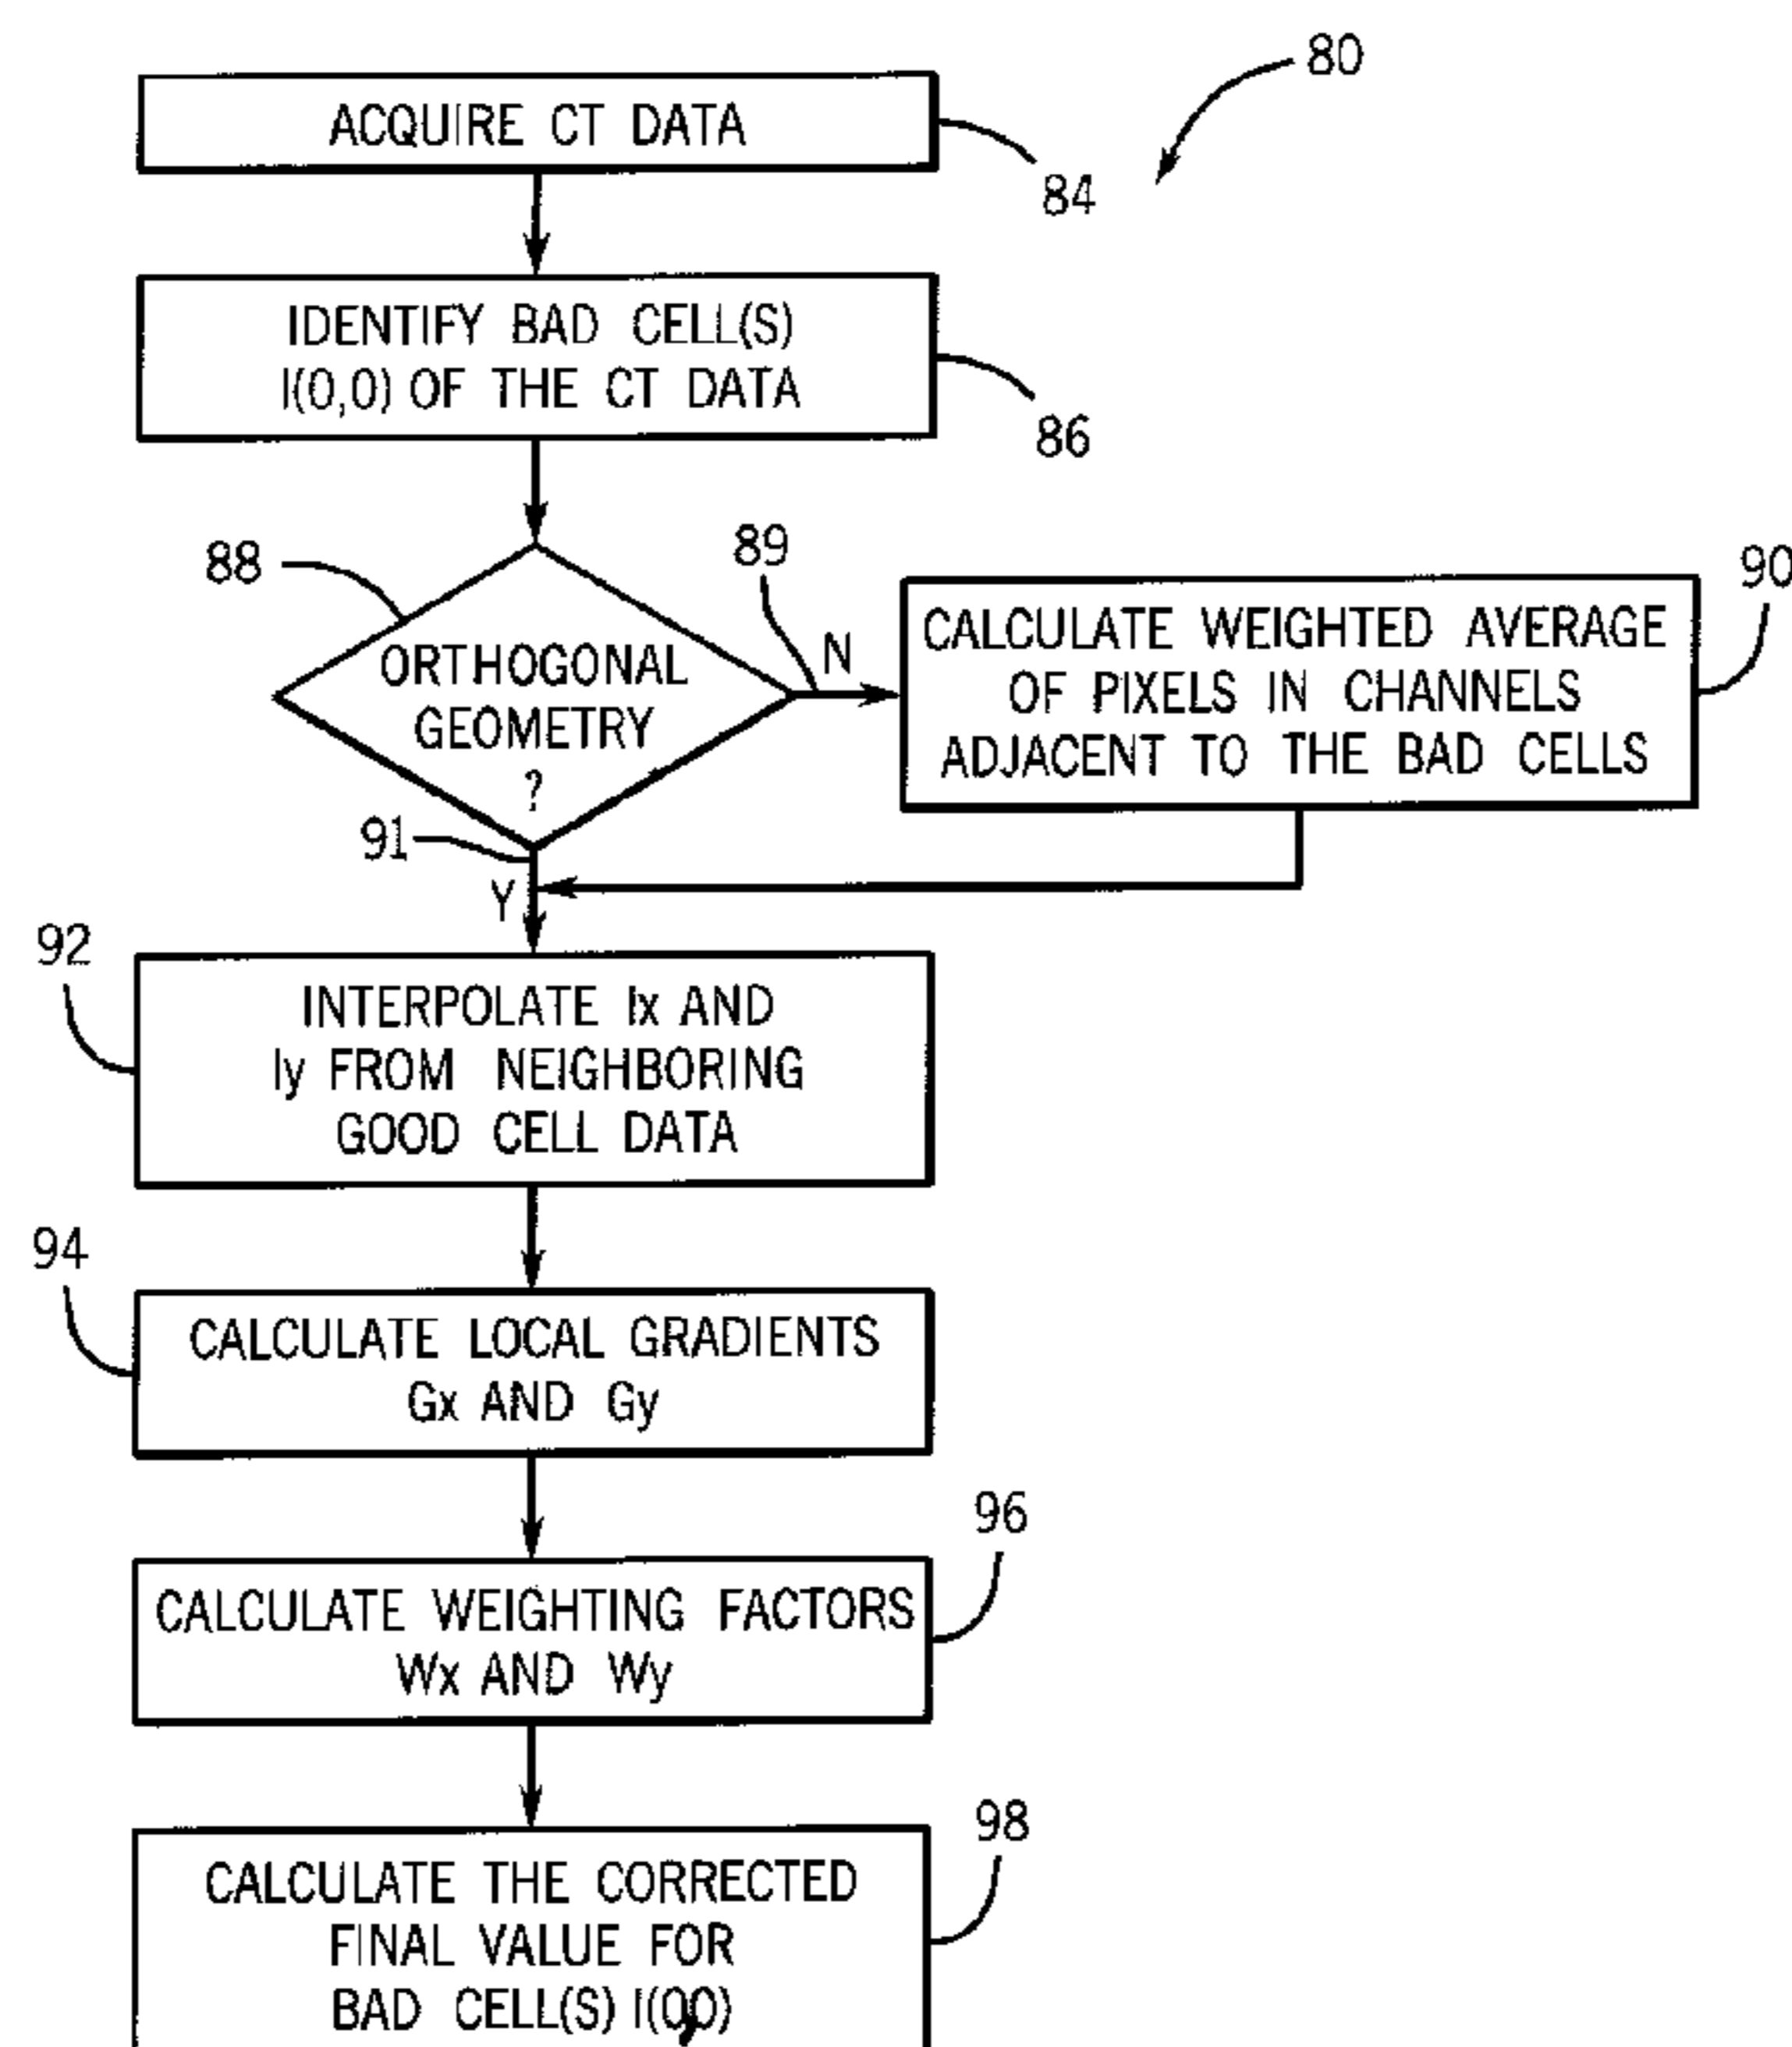 80
ACQUIRE CT DATA
84
IDENTIFY BAD CELL(S)
I(0,0) OF THE CT DATA
86
88
ORTHOGONAL
GEOMETRY
?
89
N
90
CALCULATE WEIGHTED AVERAGE
OF PIXELS IN CHANNELS
ADJACENT TO THE BAD CELLS
91
Y
92
INTERPOLATE Ix AND
Iy FROM NEIGHBORING
GOOD CELL DATA
94
CALCULATE LOCAL GRADIENTS
Gx AND Gy
96
CALCULATE WEIGHTING FACTORS
Wx AND Wy
98
CALCULATE THE CORRECTED
FINAL VALUE FOR
BAD CELL(S) I(0,0)